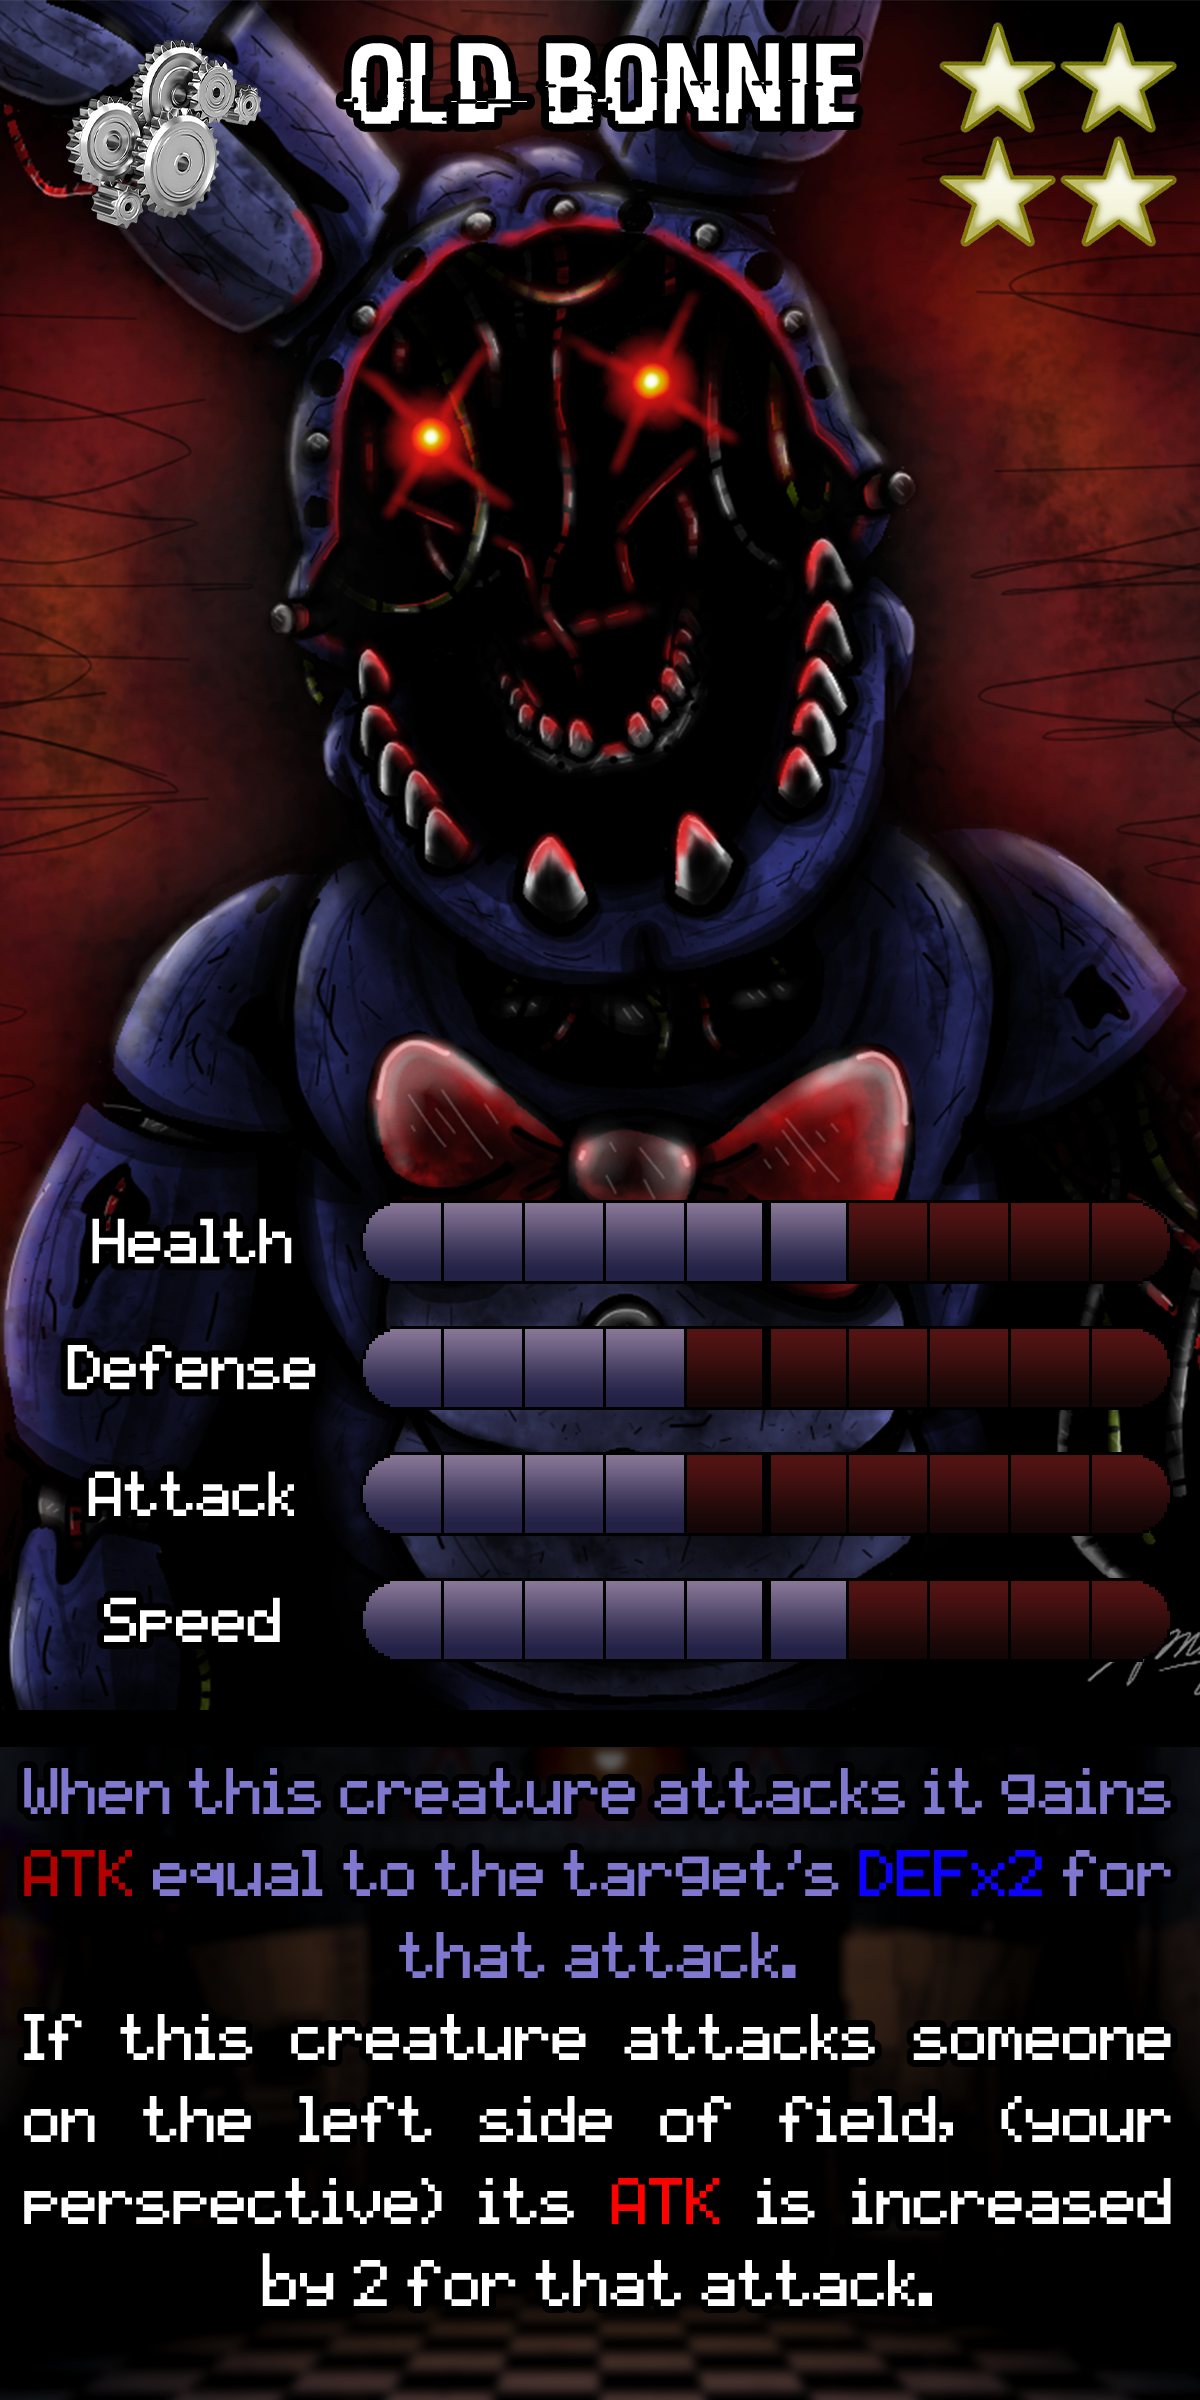 OLD BONNIE
Health
Defense
Attack
Speed
When this creature attacks it gains
ATK equal to the target's DEFx2 for
that attack.
If this creature attacks someone
on the left side of field, (your
perspective) its ATK is increased
by 2 for that attack.